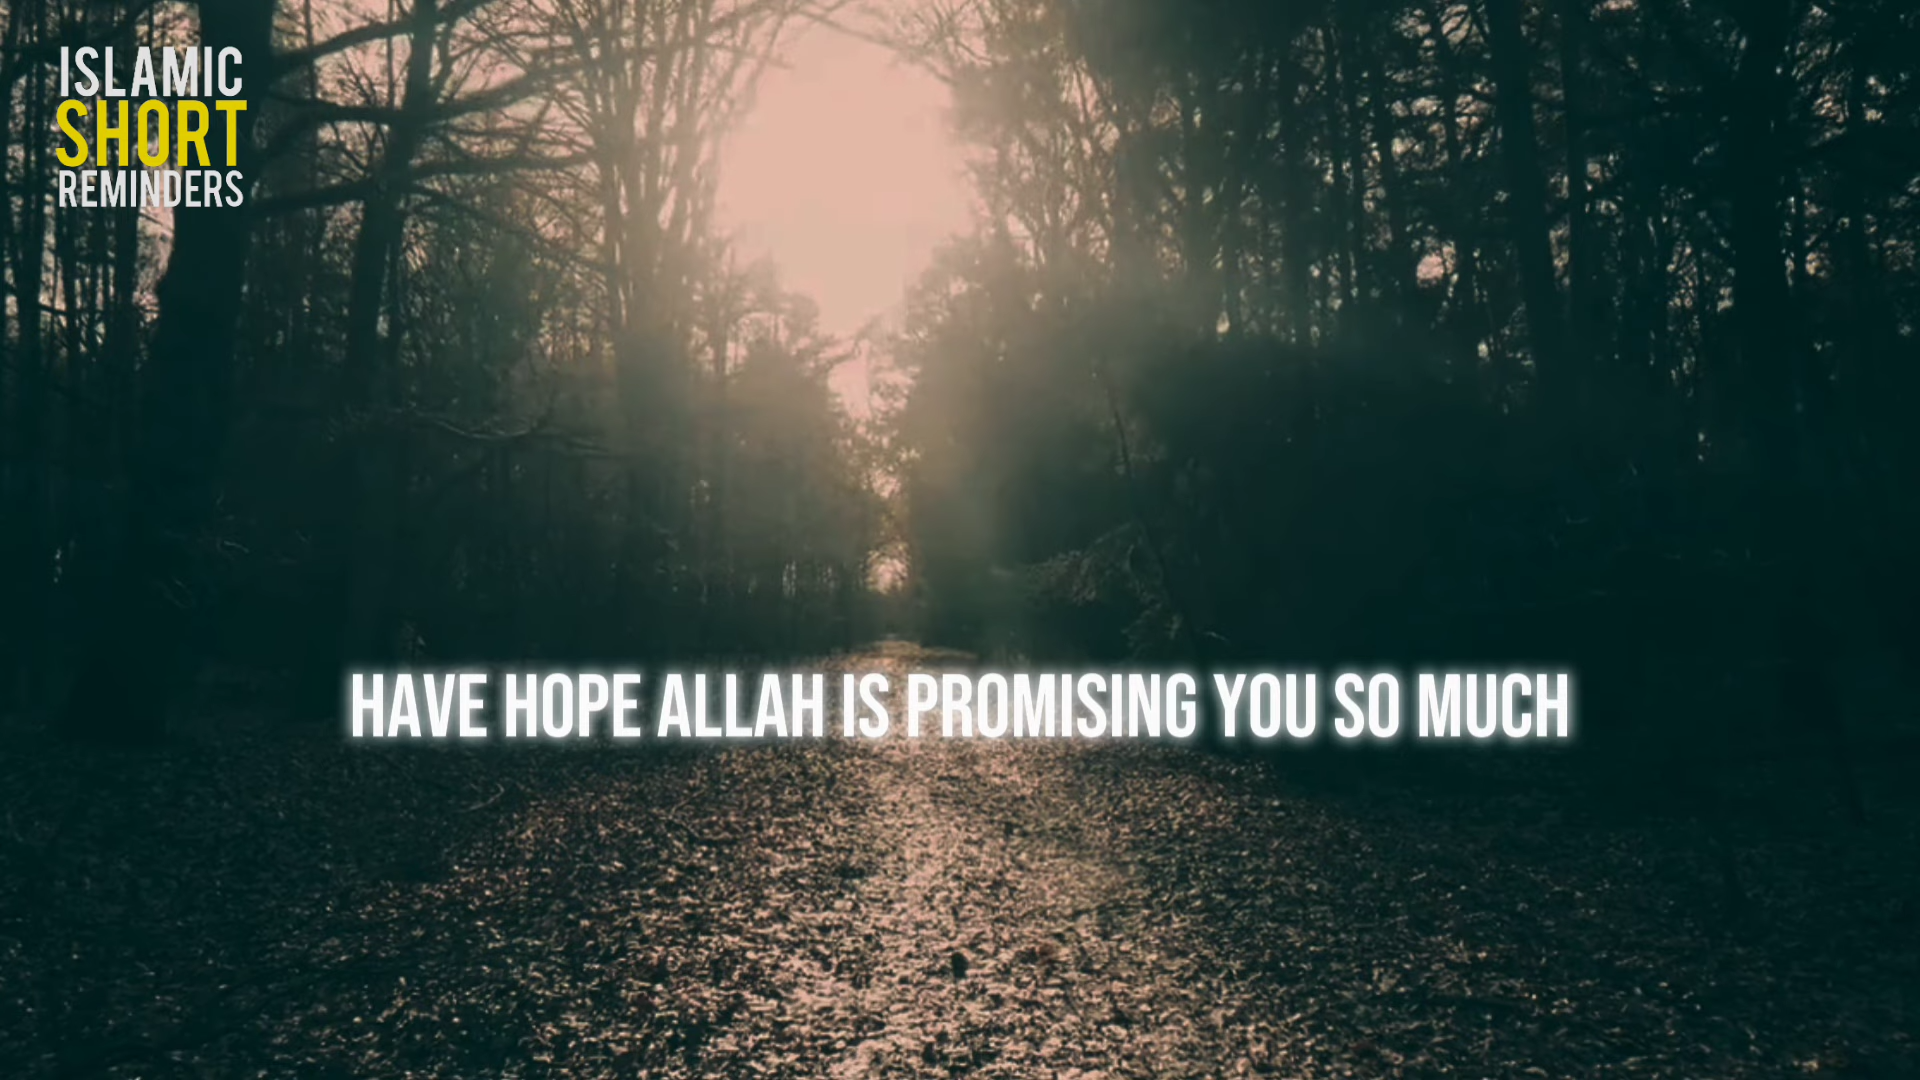 ISLAMIC
SHORT
REMINDERS
HAVE HOPE ALLAH IS PROMISING YOU SO MUCH